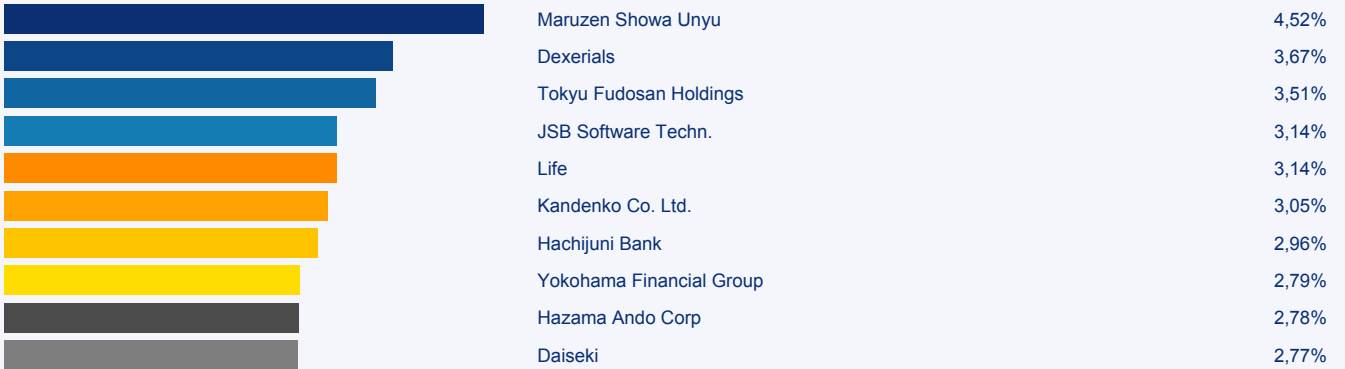 Maruzen Showa Unyu 4,52%
Dexerials 3,67%
Tokyu Fudosan Holdings 3,51%
JSB Software Techn. 3,14%
Life 3,14%
Kandenko Co. Ltd. 3,05%
Hachijuni Bank 2,96%
Yokohama Financial Group 2,79%
Hazama Ando Corp 2,78%
Daiseki 2,77%